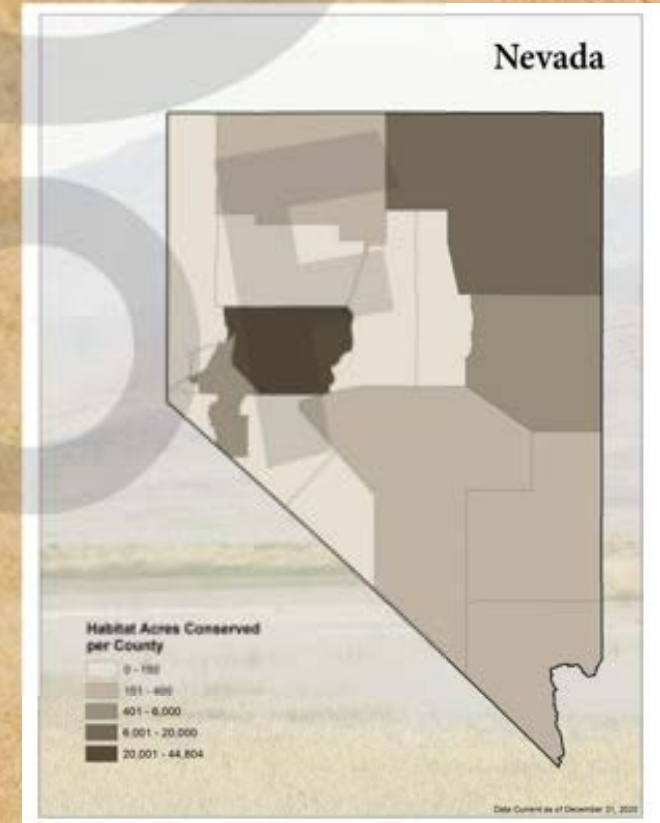 Nevada
Habitat Acres Conserved
per County
0 - 150
151 - 400
401 - 6,000
6,001 - 20,000
20,001 - 44,804
Data Current as of December 31, 2020